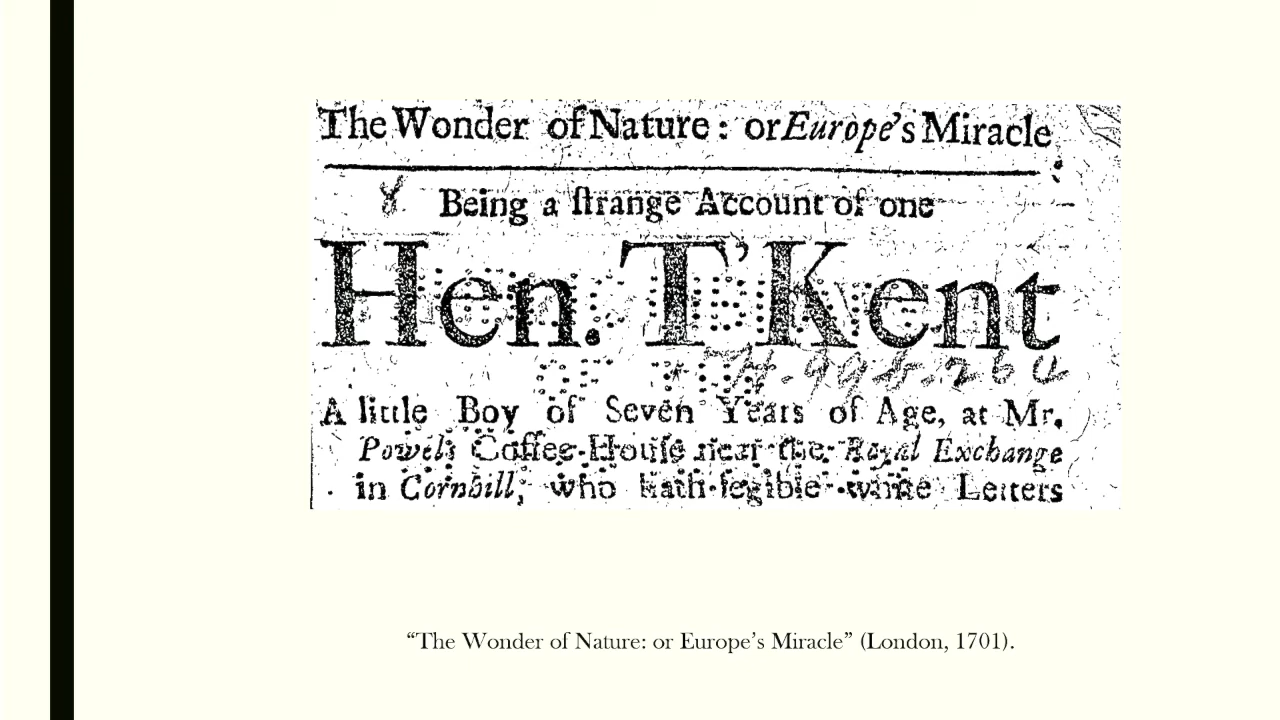 The Wonder of Nature: or Europe's Miracle
Being a ſtrange Account of one
Hen. T' Kent
A little Boy of Seven Years of Age, at Mr.
Powel's Coffee-Houſe near the Royal Exchange
in Cornhill, who hath legible white Letters
“The Wonder of Nature: or Europe’s Miracle” (London, 1701).